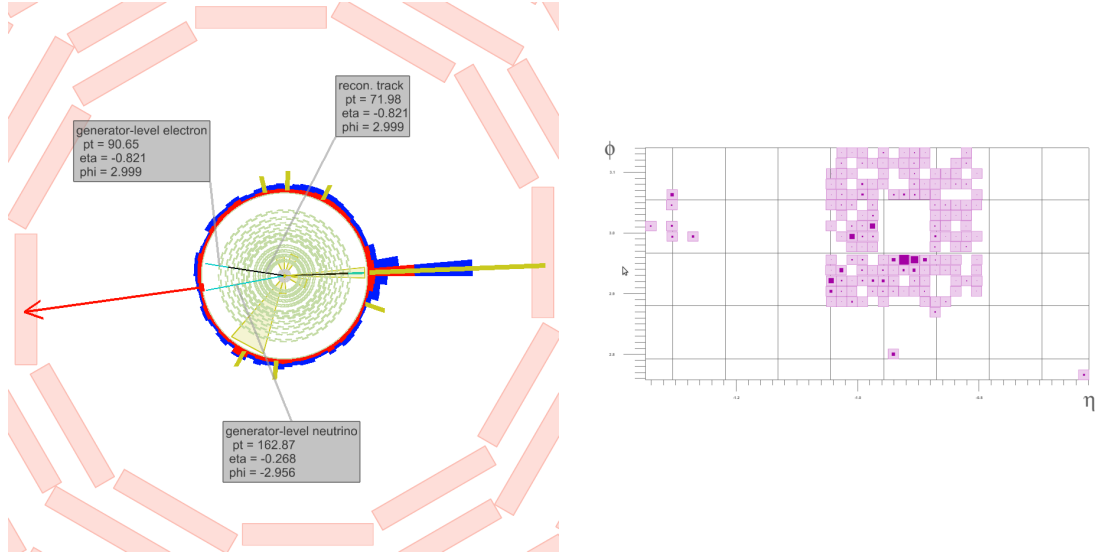 recon. track
pt = 71.98
eta = -0.821
phi = 2.999
generator-level electron
pt = 90.65
eta = -0.821
phi = 2.999
generator-level neutrino
pt = 162.87
eta = -0.268
phi = -2.956
ϕ
η